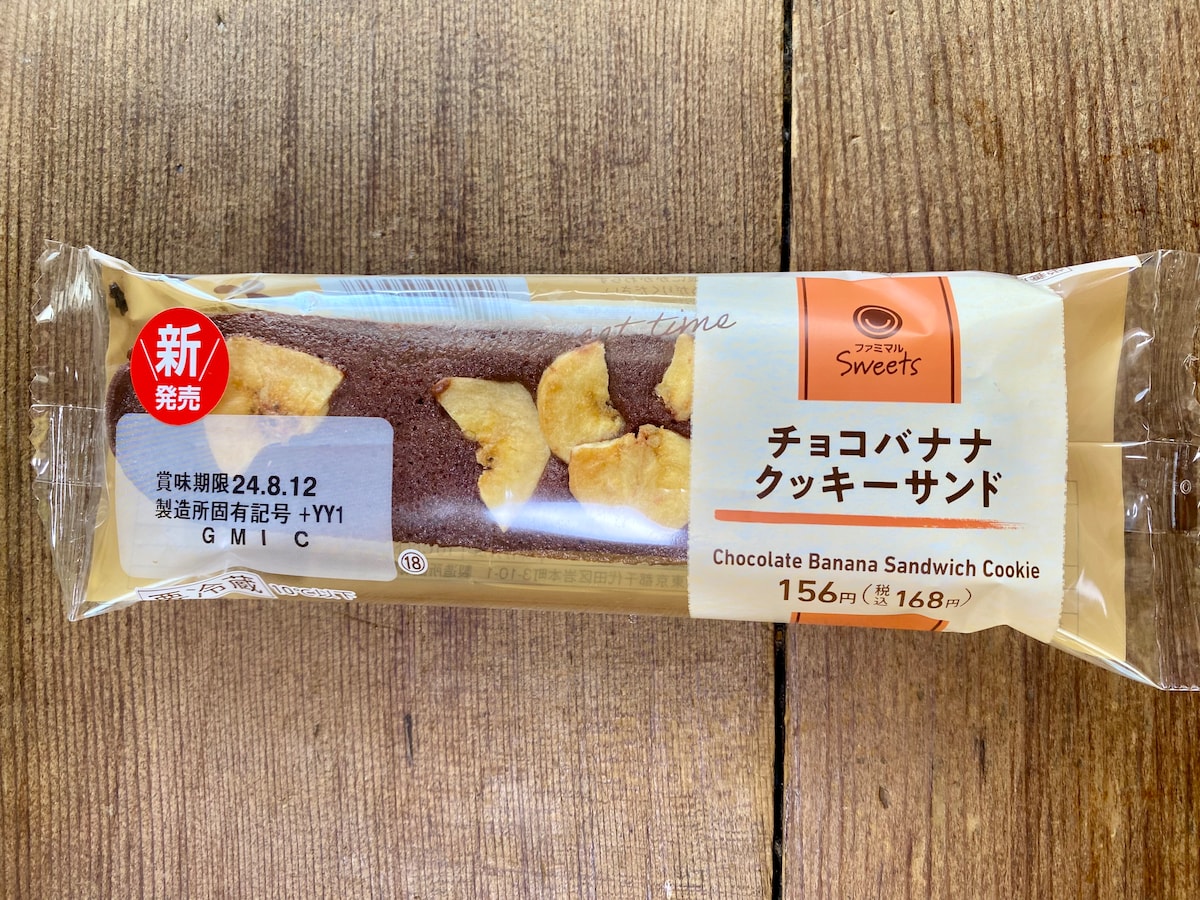 新
発売
賞味期限24.8.12
製造所固有記号 +YY1
GMI C
⑱
要冷蔵 10℃以下
time
ファミマル
Sweets
チョコバナナ
クッキーサンド
Chocolate Banana Sandwich Cookie
156円(税込168円)